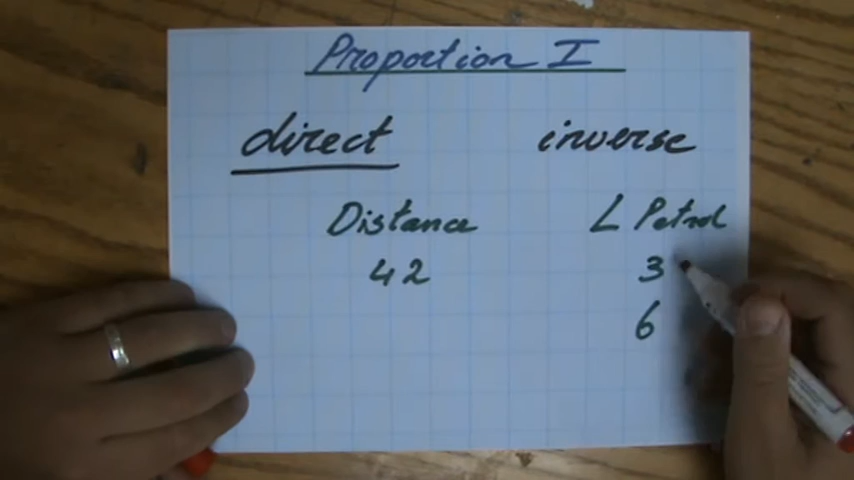 Proportion I
direct inverse
Distance L Petrol
42 3
6